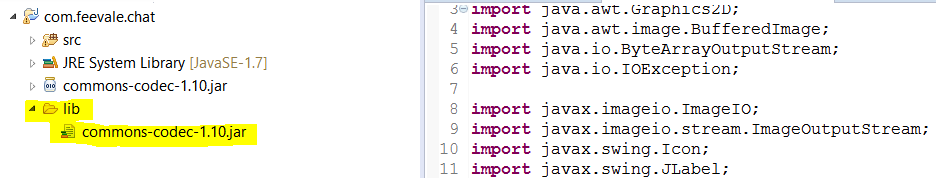 com.feevale.chat
src
JRE System Library [JavaSE-1.7]
commons-codec-1.10.jar
lib
commons-codec-1.10.jar
3 import java.awt.Graphics2D;
4 import java.awt.image.BufferedImage;
5 import java.io.ByteArrayOutputStream;
6 import java.io.IOException;
7
8 import javax.imageio.ImageIO;
9 import javax.imageio.stream.ImageOutputStream;
10 import javax.swing.Icon;
11 import javax.swing.JLabel;